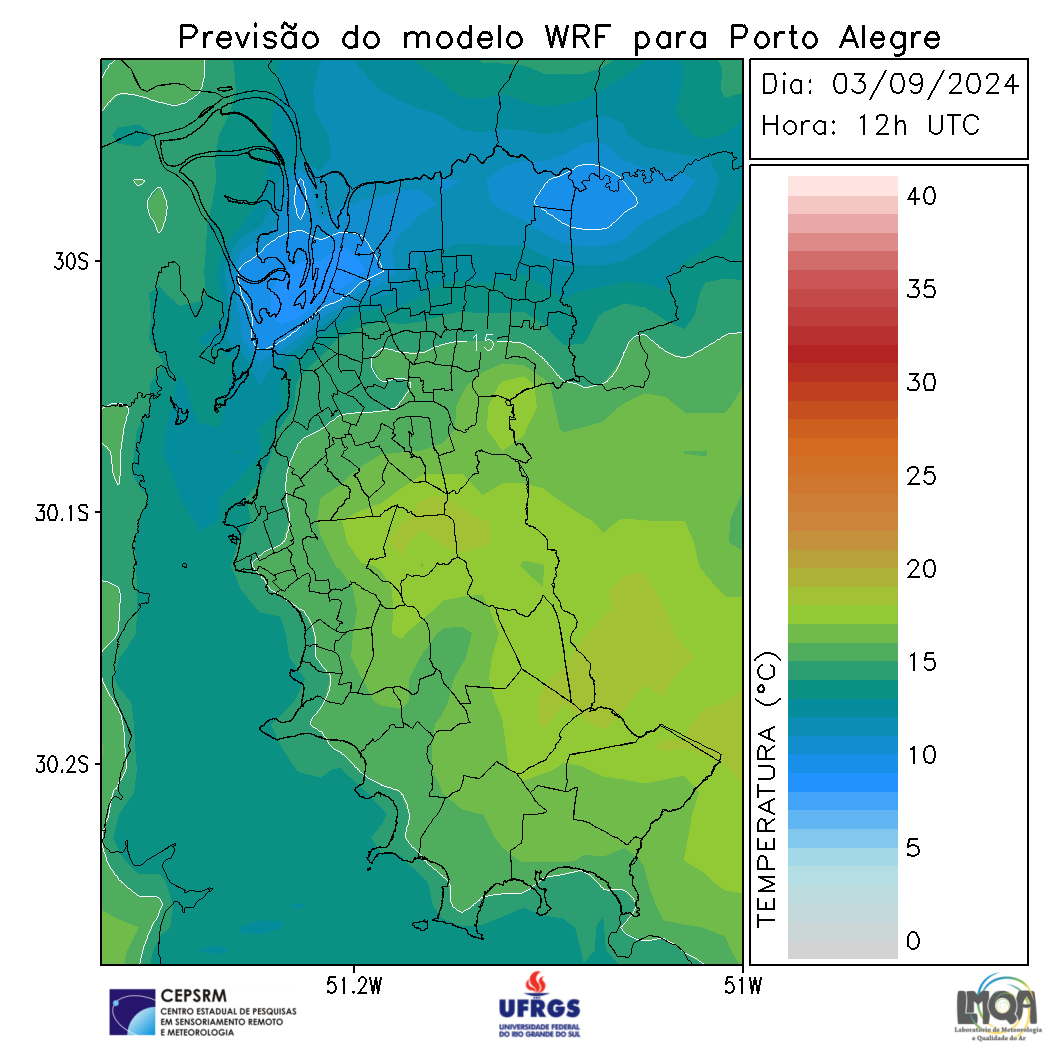 Previsão do modelo WRF para Porto Alegre
Dia: 03/09/2024
Hora: 12h UTC
40
35
30
25
20
15
10
5
0
TEMPERATURA (°C)
30S
30.1S
30.2S
15
51.2W
51W
CEPSRM
CENTRO ESTADUAL DE PESQUISAS
EM SENSORIAMENTO REMOTO
E METEOROLOGIA
UFRGS
UNIVERSIDADE FEDERAL
DO RIO GRANDE DO SUL
LMQA
Laboratório de Meteorologia
e Qualidade do Ar